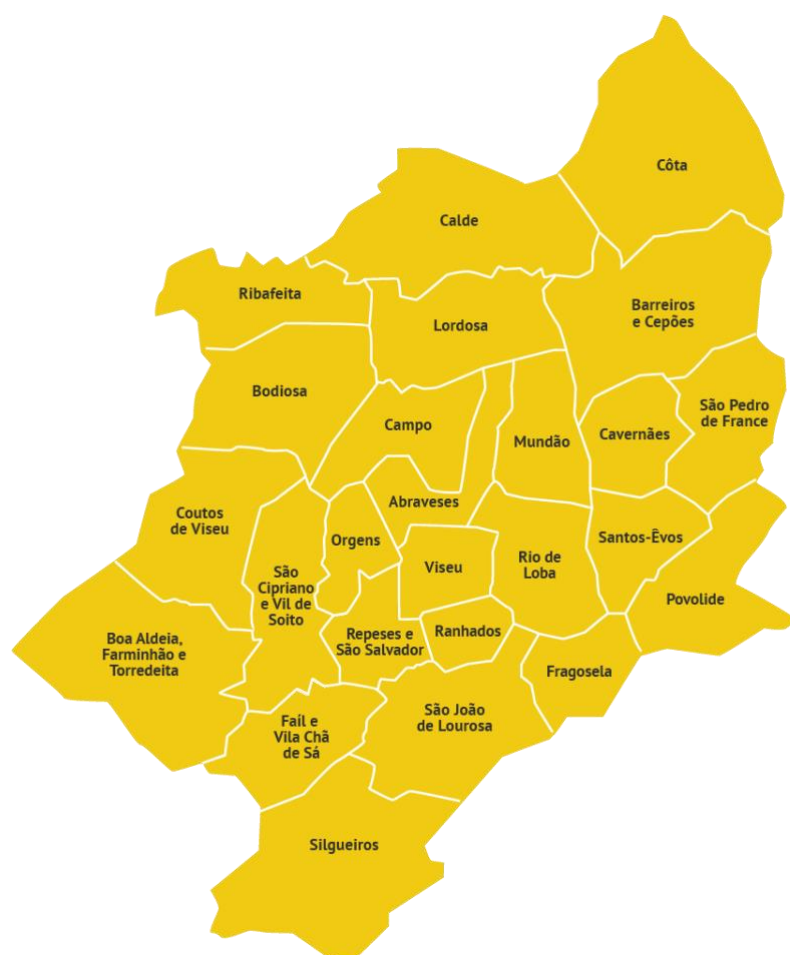 Côta
Calde
Ribafeita
Lordosa
Barreiros
e Cepões
Bodiosa
São Pedro
de France
Campo
Mundão
Cavernães
Coutos
de Viseu
Abraveses
Orgens
Santos-Êvos
Viseu
Rio de
Loba
São
Cipriano
e Vil de
Soito
Povolide
Boa Aldeia,
Farminhão e
Torredeita
Repeses e
São Salvador
Ranhados
Fragosela
Faíl e
Vila Chã
de Sá
São João
de Lourosa
Silgueiros